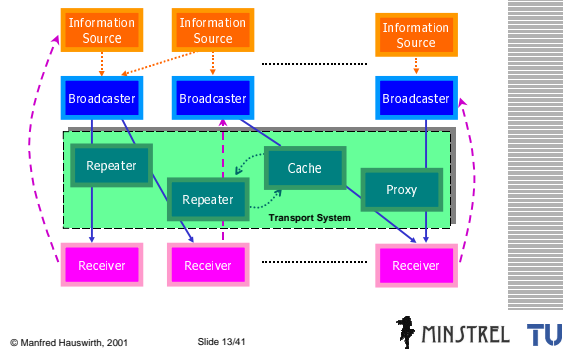 Information
Source
Information
Source
Information
Source
Broadcaster
Broadcaster
Broadcaster
Repeater
Cache
Repeater
Proxy
Transport System
Receiver
Receiver
Receiver
© Manfred Hauswirth, 2001
Slide 13/41
MINSTREL
TU